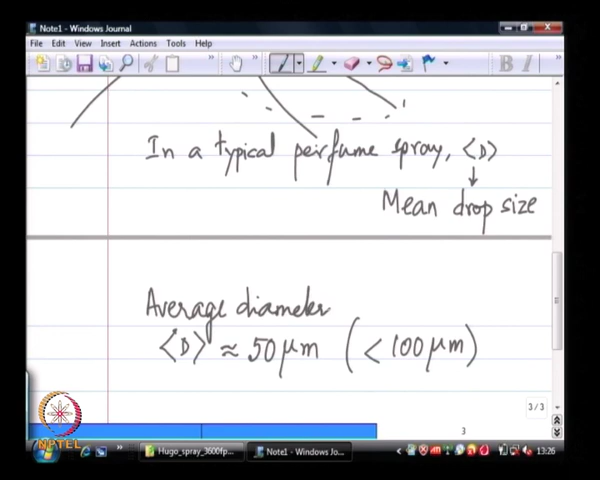 Note1 - Windows Journal
File Edit View Insert Actions Tools Help
B I
In a typical perfume spray, <D>
↓
Mean drop size
Average diameter
<D> ≈ 50 μm (< 100 μm)
3/3
3
NPTEL
Hugo_spray_3600fp...
Note1 - Windows Jo...
13:26